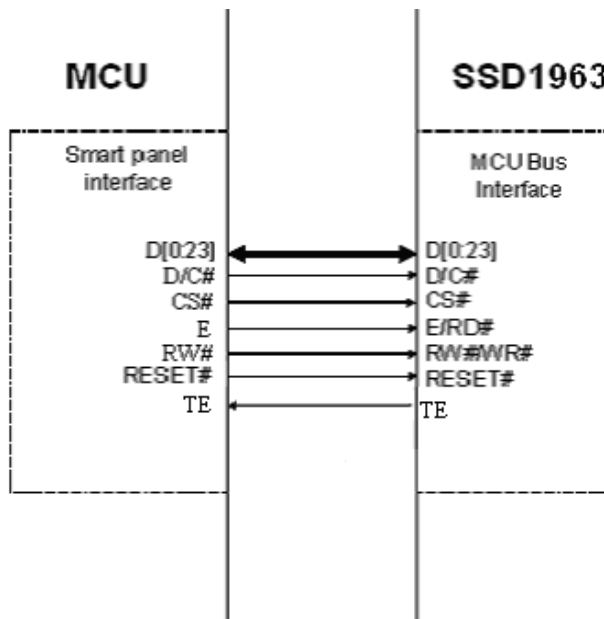 MCU
SSD1963
Smart panel
interface
MCU Bus
Interface
D[0:23]
D[0:23]
D/C#
D/C#
CS#
CS#
E
E/RD#
RW#
RW#/WR#
RESET#
RESET#
TE
TE